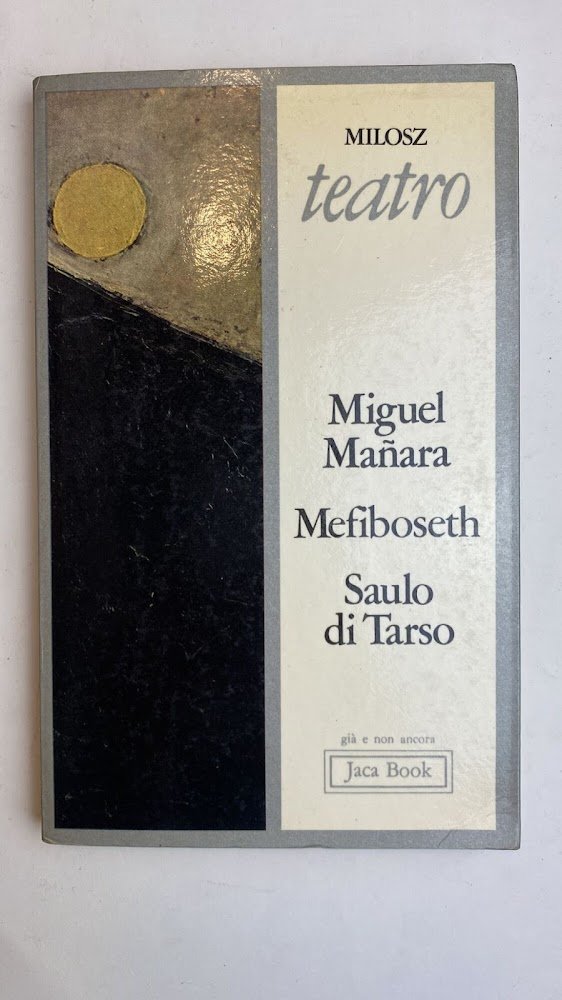 MILOSZ
teatro
Miguel
Mañara
Mefiboseth
Saulo
di Tarso
già e non ancora
Jaca Book